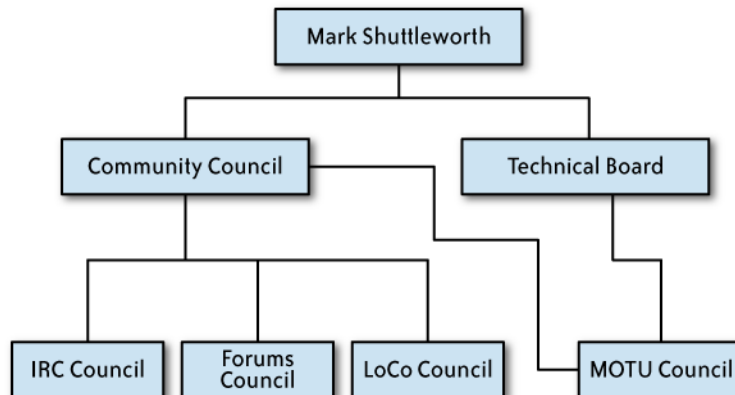 Mark Shuttleworth
Community Council
Technical Board
IRC Council
Forums
Council
LoCo Council
MOTU Council